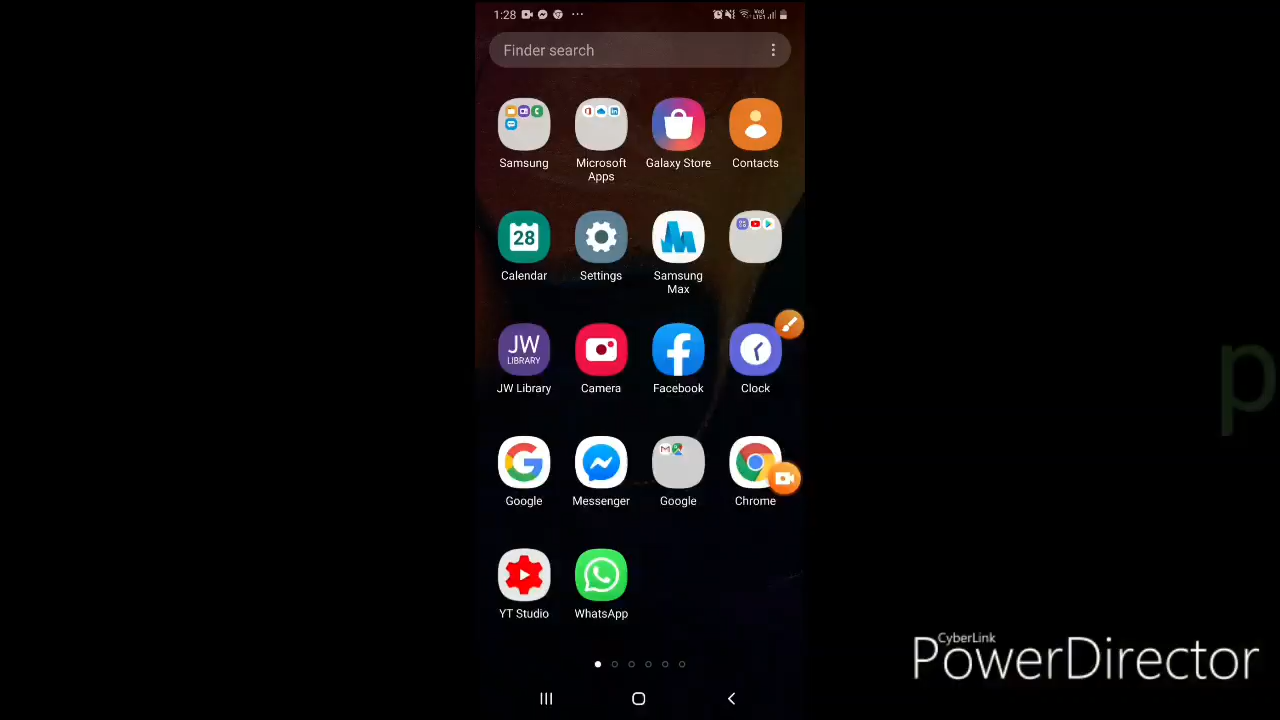 1:28
Finder search
Samsung
Microsoft Apps
Galaxy Store
Contacts
28
Calendar
Settings
Samsung Max
JW LIBRARY
JW Library
Camera
Facebook
Clock
Google
Messenger
Google
Chrome
YT Studio
WhatsApp
p
CyberLink
PowerDirector